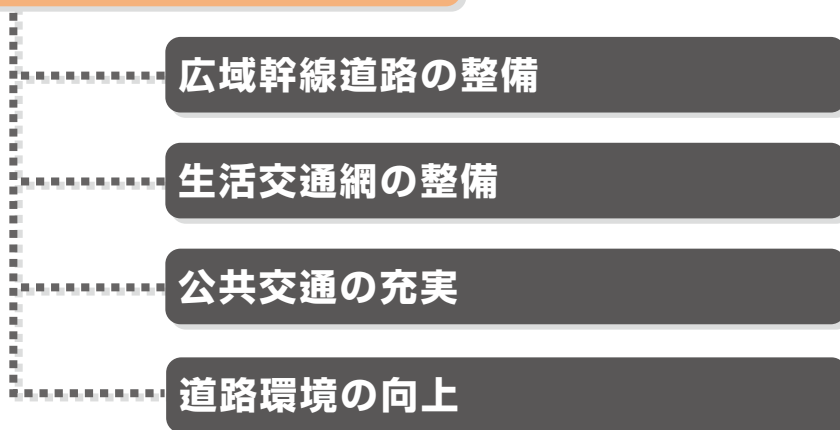 広域幹線道路の整備
生活交通網の整備
公共交通の充実
道路環境の向上